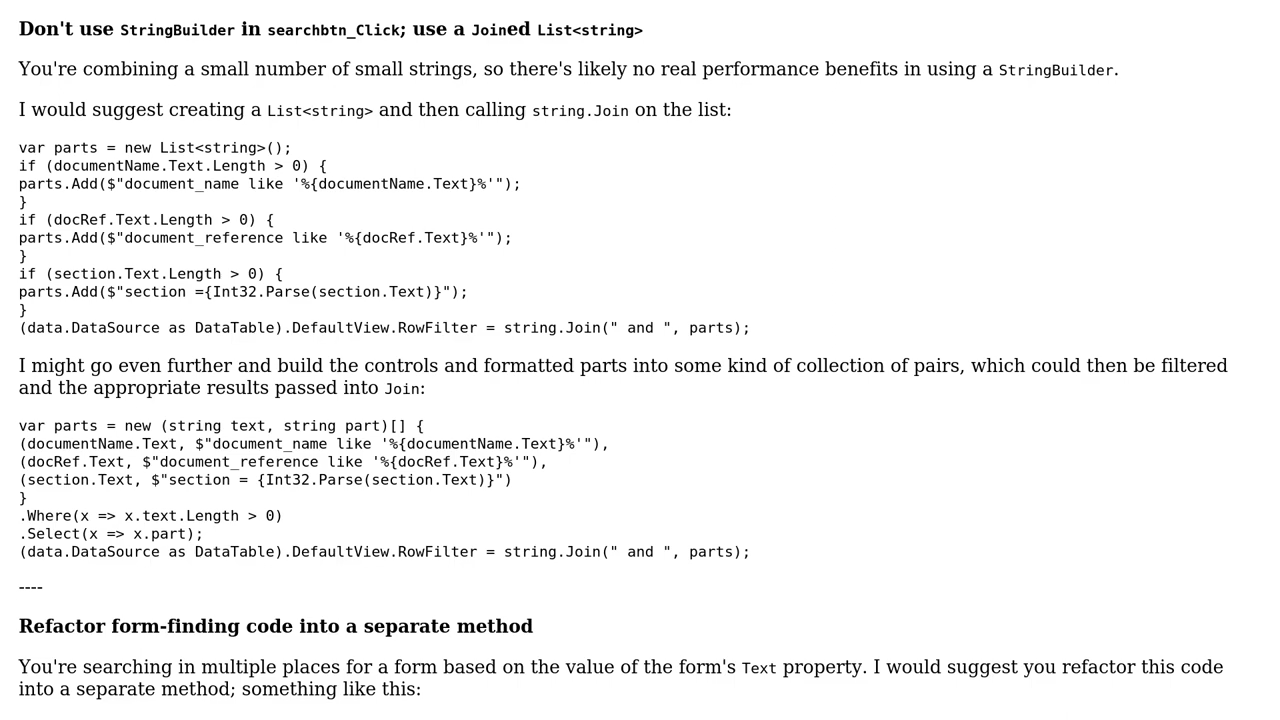 Don't use StringBuilder in searchbtn_Click; use a Joined List<string>
You're combining a small number of small strings, so there's likely no real performance benefits in using a StringBuilder.
I would suggest creating a List<string> and then calling string.Join on the list:
var parts = new List<string>();
if (documentName.Text.Length > 0) {
parts.Add($"document_name like '%{documentName.Text}%'");
}
if (docRef.Text.Length > 0) {
parts.Add($"document_reference like '%{docRef.Text}%'");
}
if (section.Text.Length > 0) {
parts.Add($"section ={Int32.Parse(section.Text)}");
}
(data.DataSource as DataTable).DefaultView.RowFilter = string.Join(" and ", parts);
I might go even further and build the controls and formatted parts into some kind of collection of pairs, which could then be filtered
and the appropriate results passed into Join:
var parts = new (string text, string part)[] {
(documentName.Text, $"document_name like '%{documentName.Text}%'"),
(docRef.Text, $"document_reference like '%{docRef.Text}%'"),
(section.Text, $"section = {Int32.Parse(section.Text)}")
}
.Where(x => x.text.Length > 0)
.Select(x => x.part);
(data.DataSource as DataTable).DefaultView.RowFilter = string.Join(" and ", parts);
----
Refactor form-finding code into a separate method
You're searching in multiple places for a form based on the value of the form's Text property. I would suggest you refactor this code
into a separate method; something like this: